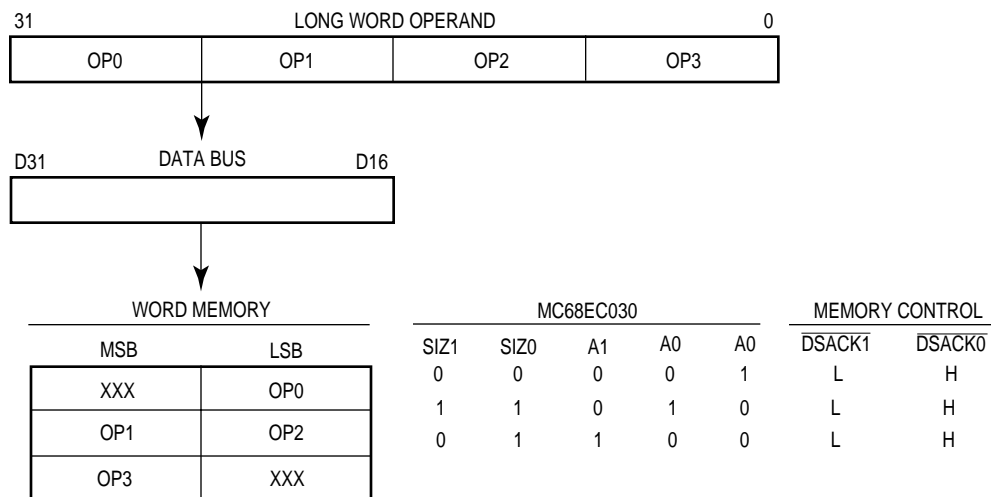 31 LONG WORD OPERAND 0
OP0 OP1 OP2 OP3
D31 DATA BUS D16
WORD MEMORY MC68EC030 MEMORY CONTROL
MSB LSB SIZ1 SIZ0 A1 A0 A0 DSACK1 DSACK0
XXX OP0 0 0 0 0 1 L H
OP1 OP2 1 1 0 1 0 L H
OP3 XXX 0 1 1 0 0 L H